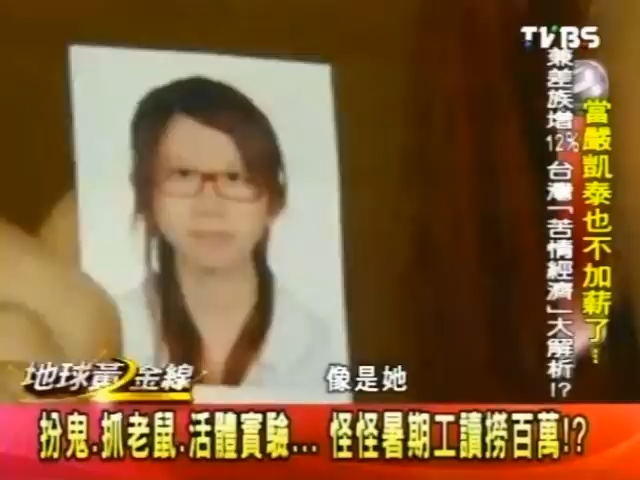 TVBS
當嚴凱泰也不加薪了...
兼差族增12% 台灣「苦情經濟」大解析!?
地球黃金線
像是她
扮鬼.抓老鼠.活體實驗... 怪怪暑期工讀撈百萬!?